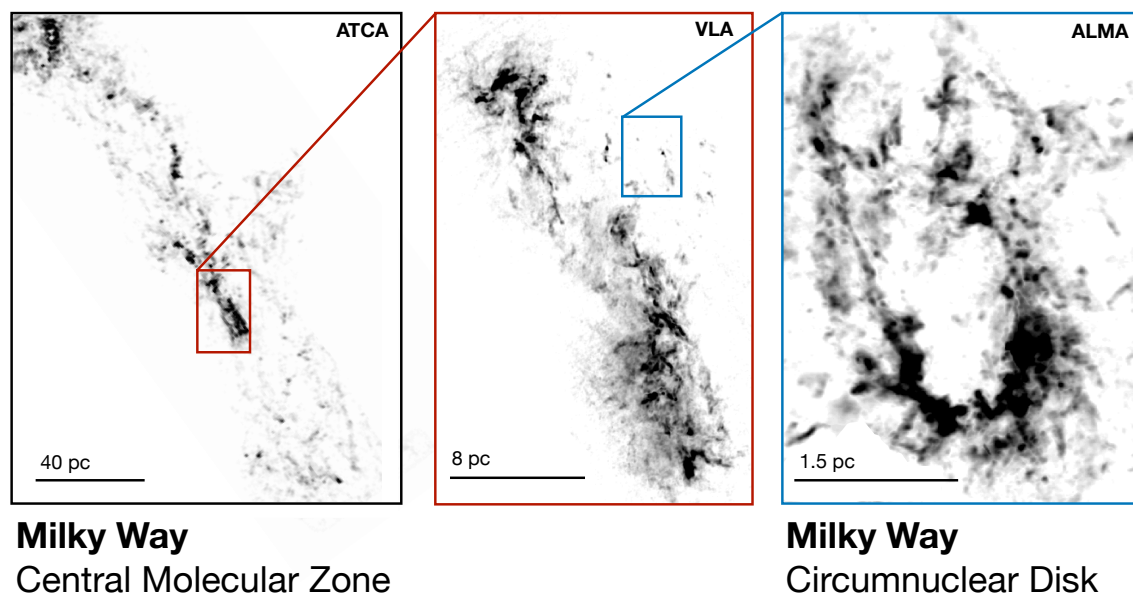 ATCA
VLA
ALMA
40 pc
8 pc
1.5 pc
Milky Way
Central Molecular Zone
Milky Way
Circumnuclear Disk